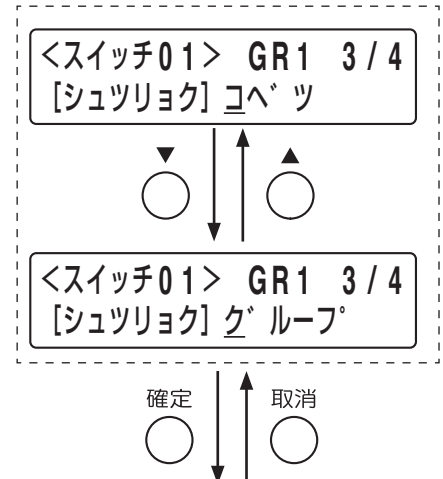 <スイッチ01> GR1 3/4
[シュツリョク] コベ゛ツ
▼ ▲
<スイッチ01> GR1 3/4
[シュツリョク] グループ
確定 取消